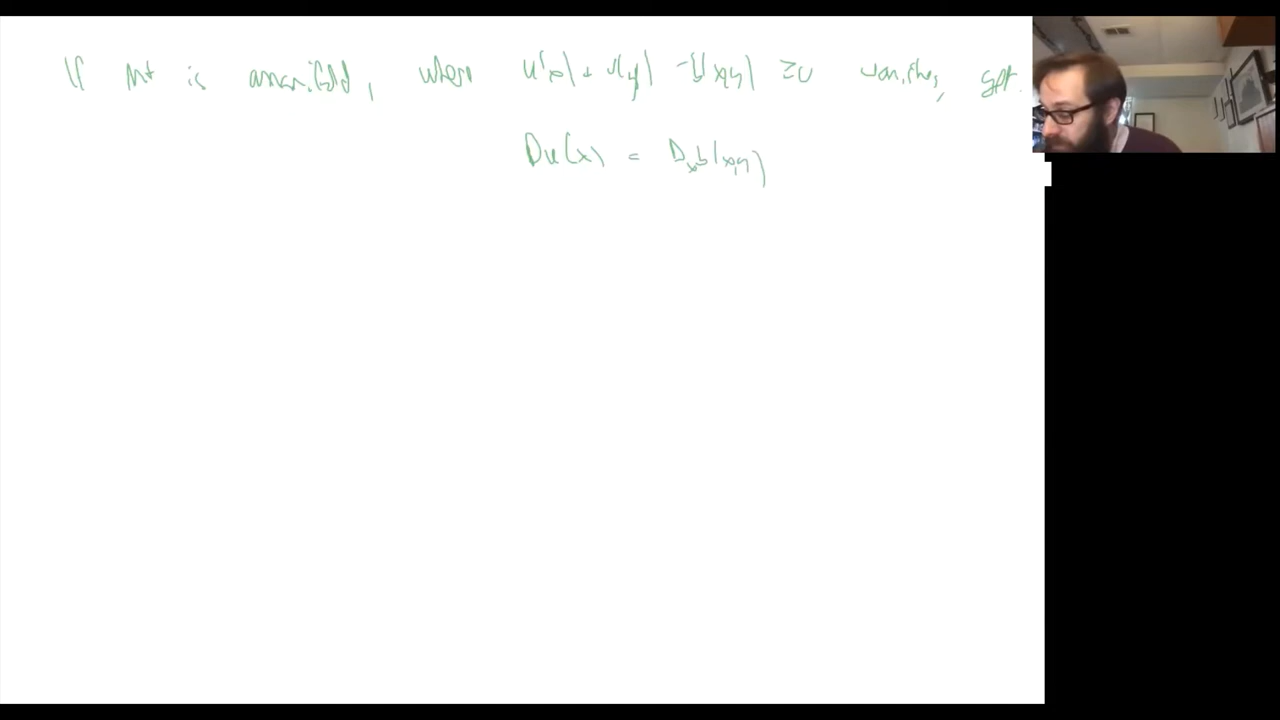 If M+ is a manifold, where u(x) + v(y) - b(x,y) ≥ 0 vanishes, get
Du(x) = D_x b(x,y)